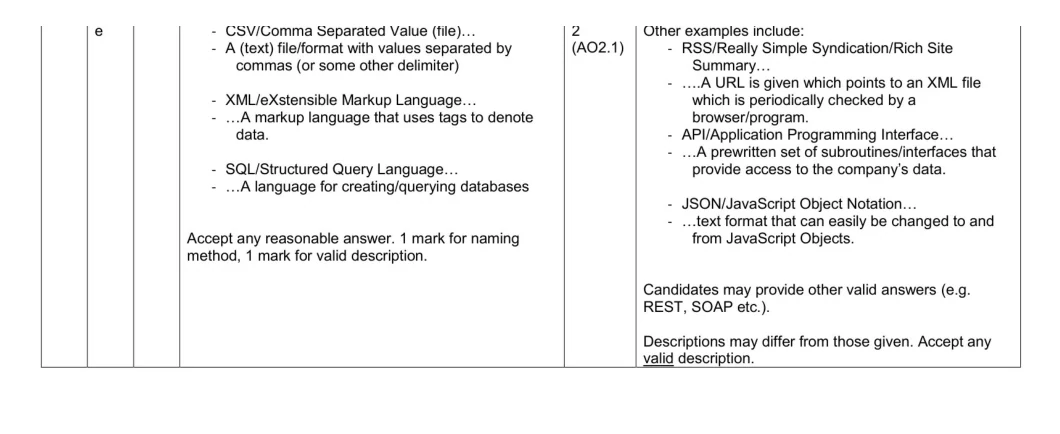 e
- CSV/Comma Separated Value (file)…
- A (text) file/format with values separated by
commas (or some other delimiter)
- XML/eXstensible Markup Language…
- …A markup language that uses tags to denote
data.
- SQL/Structured Query Language…
- …A language for creating/querying databases
Accept any reasonable answer. 1 mark for naming
method, 1 mark for valid description.
2
(AO2.1)
Other examples include:
- RSS/Really Simple Syndication/Rich Site
Summary…
- ….A URL is given which points to an XML file
which is periodically checked by a
browser/program.
- API/Application Programming Interface…
- …A prewritten set of subroutines/interfaces that
provide access to the company’s data.
- JSON/JavaScript Object Notation…
- …text format that can easily be changed to and
from JavaScript Objects.
Candidates may provide other valid answers (e.g.
REST, SOAP etc.).
Descriptions may differ from those given. Accept any
valid description.